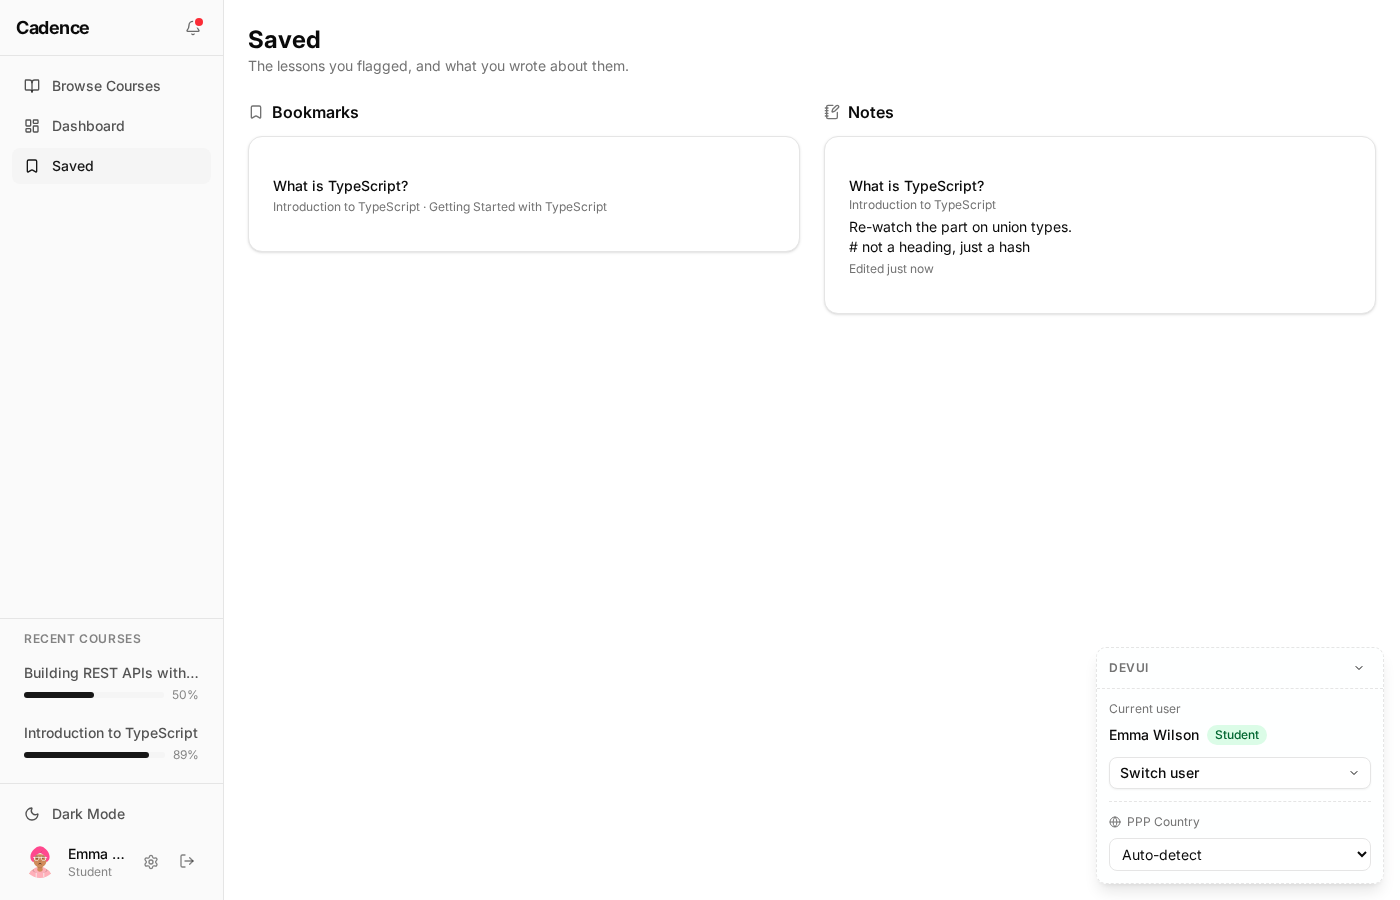 Cadence
Browse Courses
Dashboard
Saved
RECENT COURSES
Building REST APIs with...
50%
Introduction to TypeScript
89%
Dark Mode
Emma ...
Student
Saved
The lessons you flagged, and what you wrote about them.
Bookmarks
What is TypeScript?
Introduction to TypeScript · Getting Started with TypeScript
Notes
What is TypeScript?
Introduction to TypeScript
Re-watch the part on union types.
# not a heading, just a hash
Edited just now
DEVUI
Current user
Emma Wilson Student
Switch user
PPP Country
Auto-detect